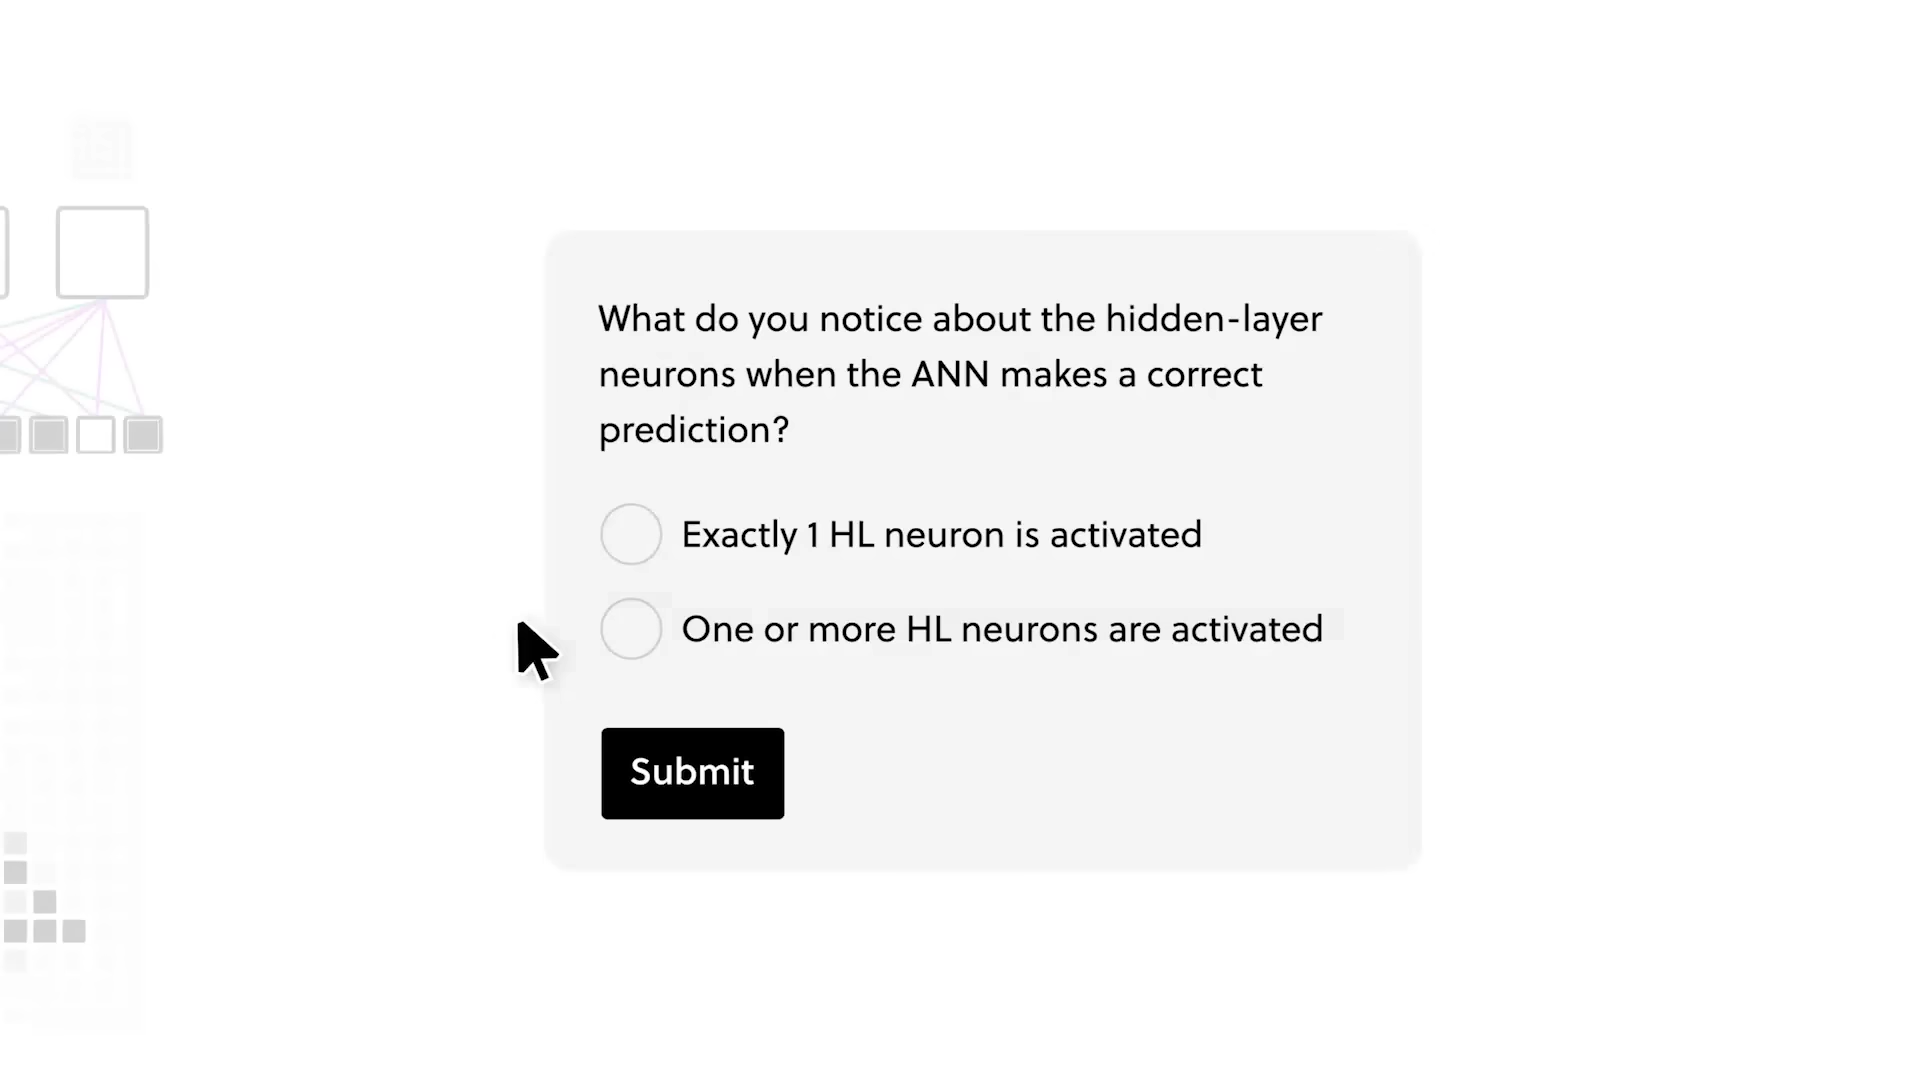 What do you notice about the hidden-layer
neurons when the ANN makes a correct
prediction?
Exactly 1 HL neuron is activated
One or more HL neurons are activated
Submit